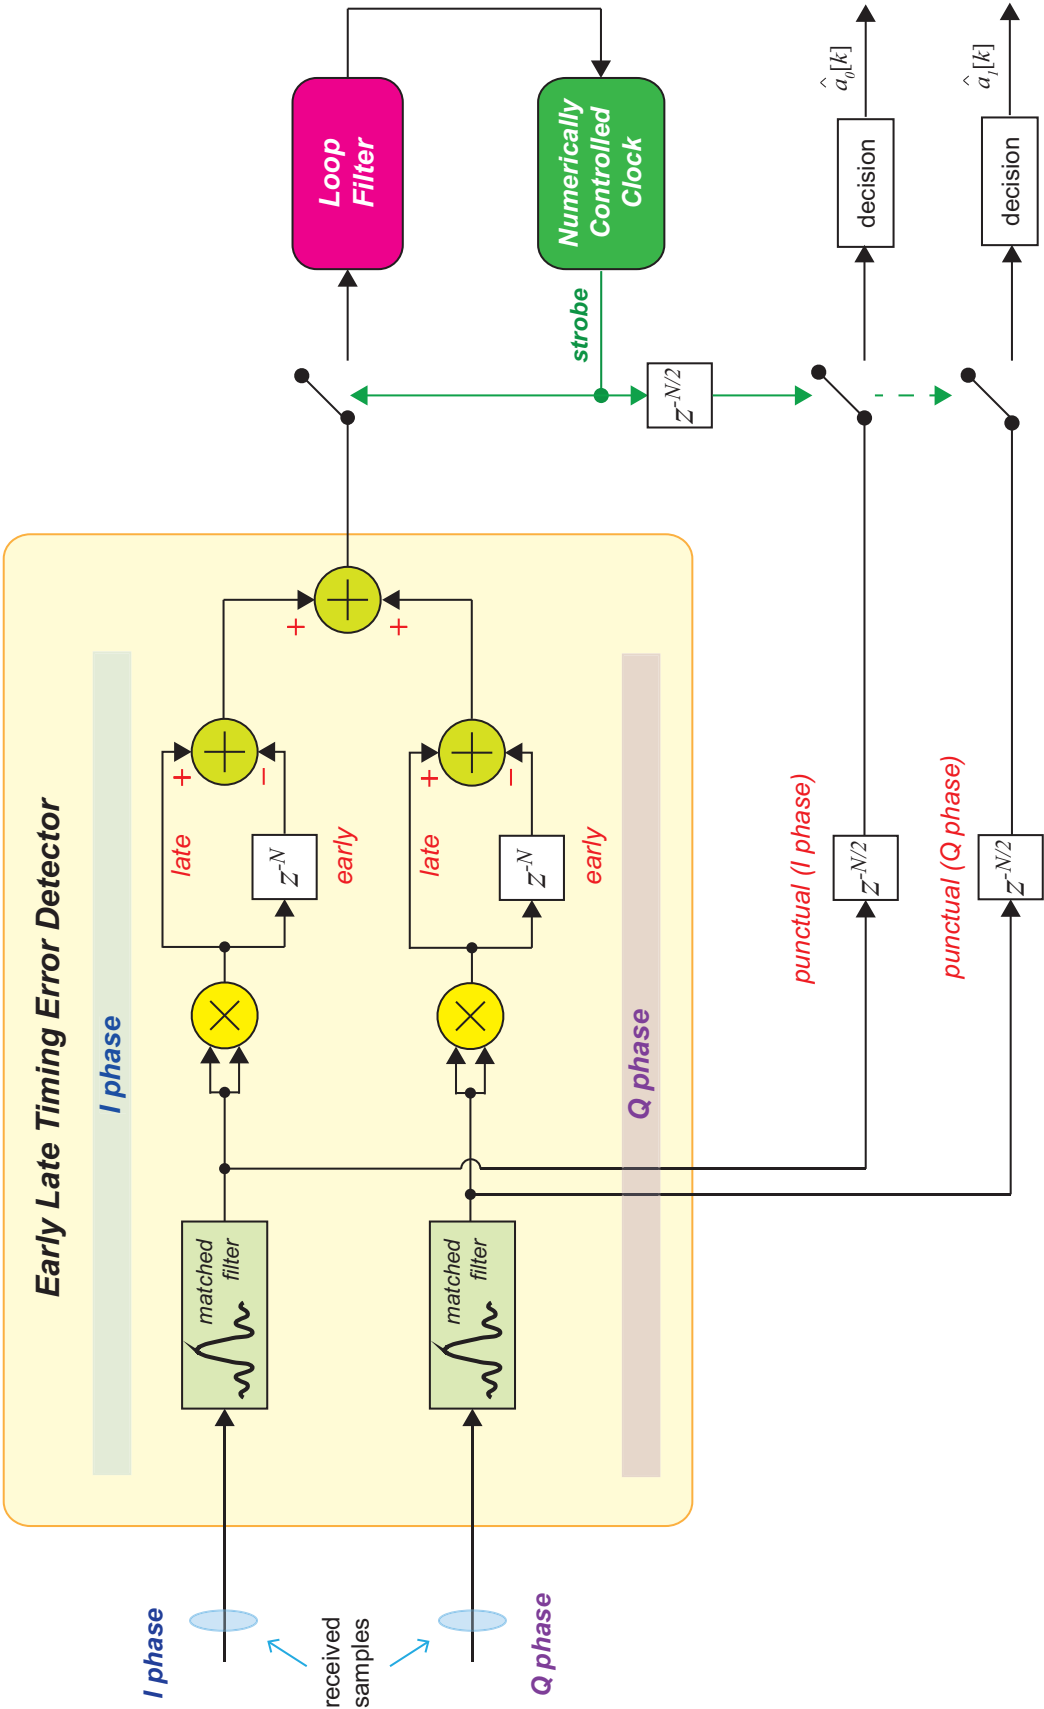 Early Late Timing Error Detector
I phase
I phase
received
samples
Q phase
matched
filter
matched
filter
late
+
z^-N
−
early
late
+
z^-N
−
early
Q phase
+
+
Loop
Filter
Numerically
Controlled
Clock
strobe
z^-N/2
punctual (I phase)
z^-N/2
decision
â₀[k]
punctual (Q phase)
z^-N/2
decision
â₁[k]